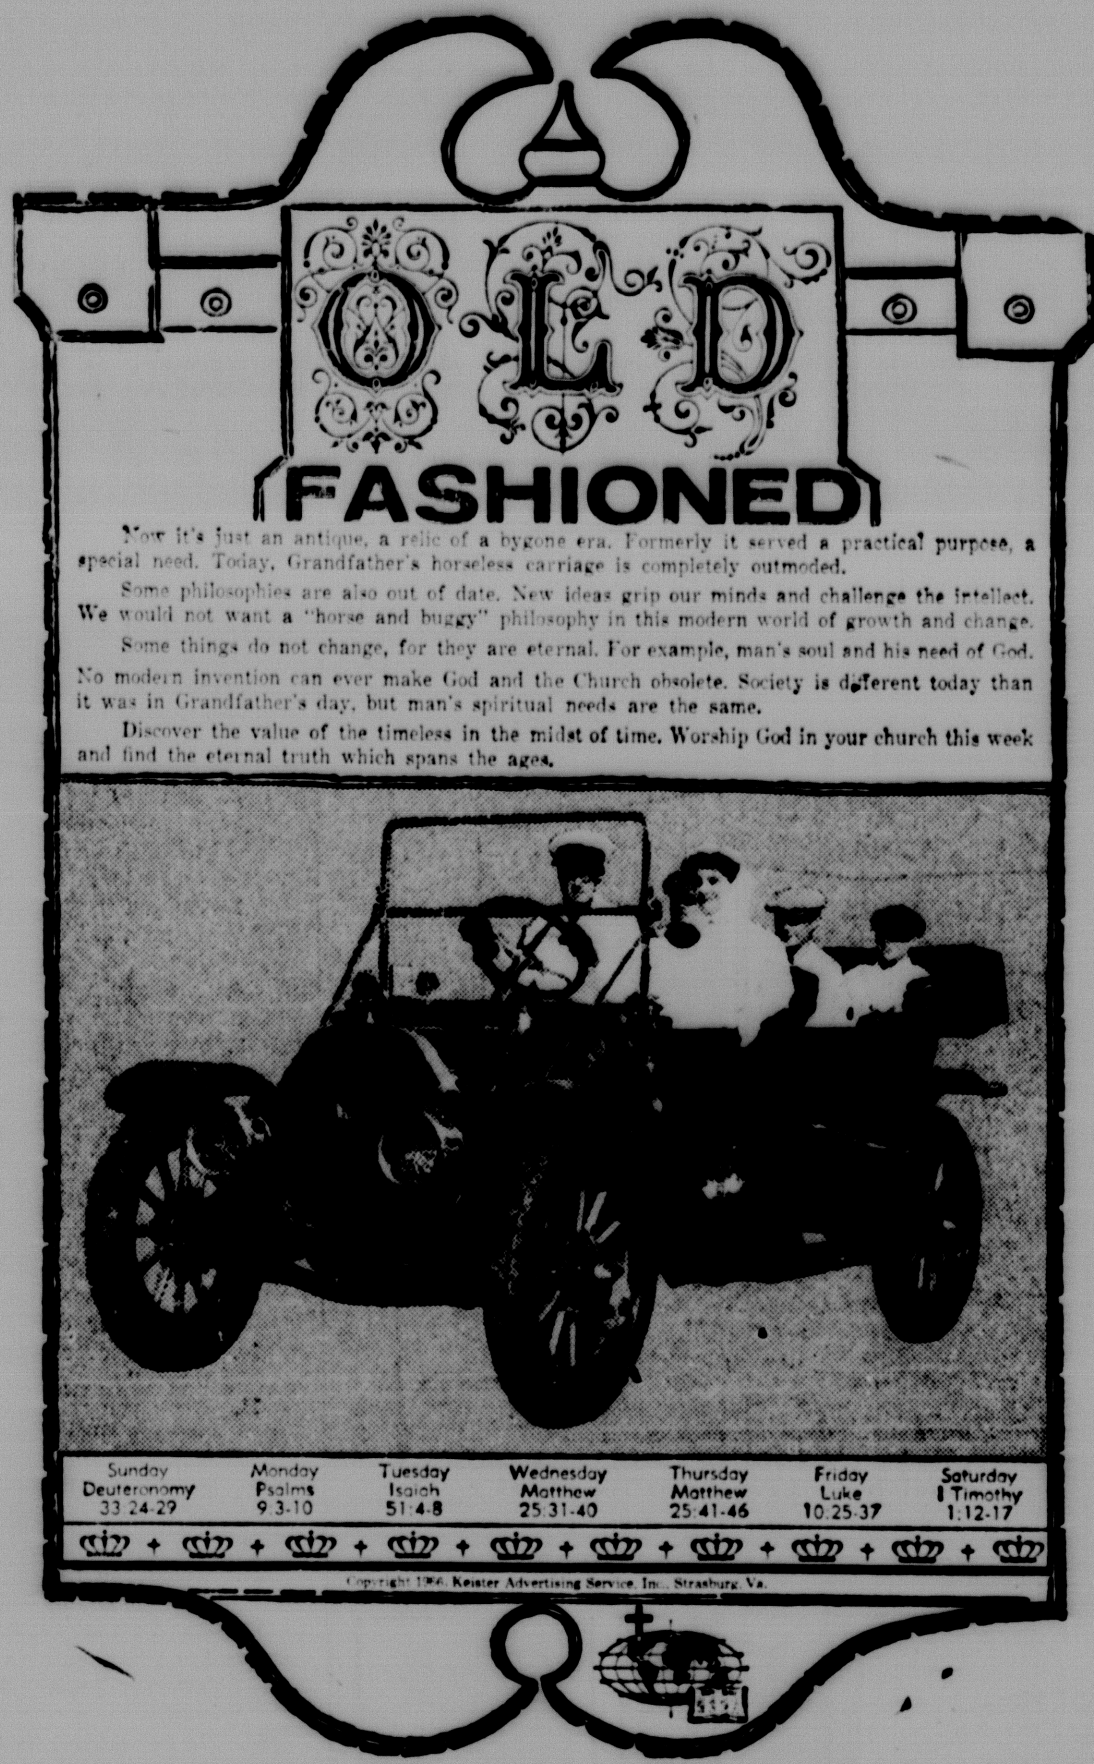 OLD
FASHIONED
Now it's just an antique, a relic of a bygone era. Formerly it served a practical purpose, a
special need. Today, Grandfather's horseless carriage is completely outmoded.
Some philosophies are also out of date. New ideas grip our minds and challenge the intellect.
We would not want a "horse and buggy" philosophy in this modern world of growth and change.
Some things do not change, for they are eternal. For example, man's soul and his need of God.
No modern invention can ever make God and the Church obsolete. Society is different today than
it was in Grandfather's day, but man's spiritual needs are the same.
Discover the value of the timeless in the midst of time. Worship God in your church this week
and find the eternal truth which spans the ages.
Sunday Monday Tuesday Wednesday Thursday Friday Saturday
Deuteronomy Psalms Isaiah Matthew Matthew Luke I Timothy
33:24-29 9:3-10 51:4-8 25:31-40 25:41-46 10:25-37 1:12-17
Copyright Keister Advertising Service, Inc., Strasburg, Va.